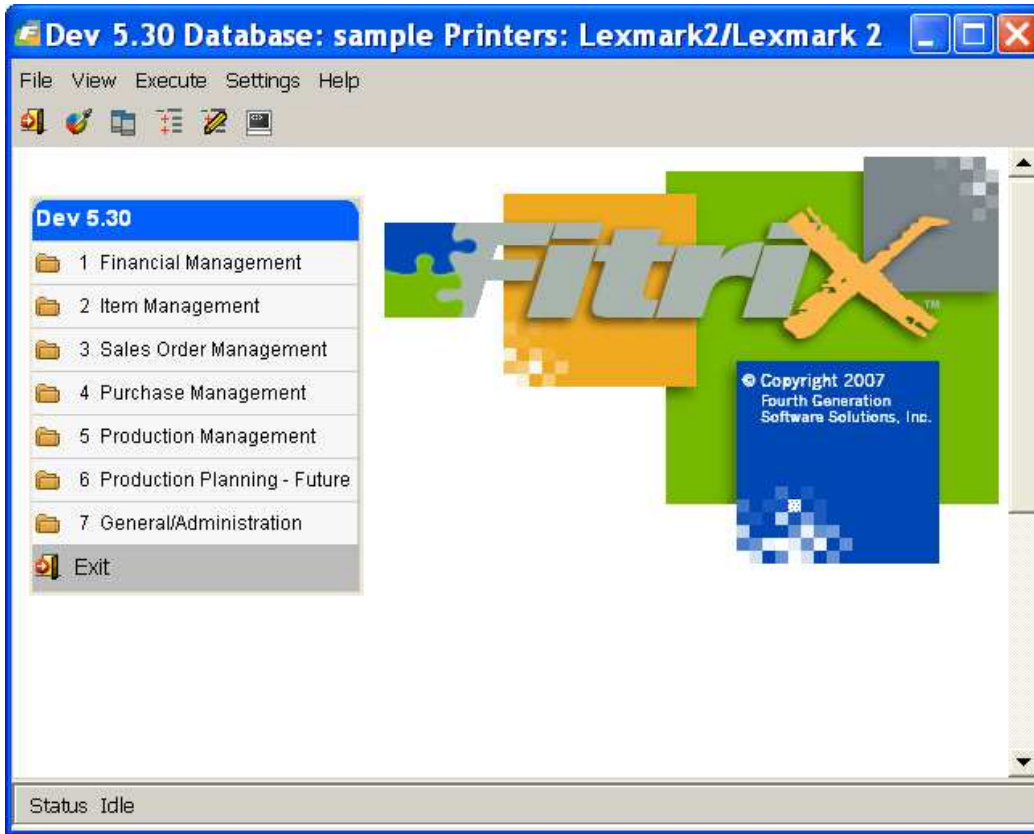 Dev 5.30 Database: sample Printers: Lexmark2/Lexmark 2
File View Execute Settings Help
Dev 5.30
1 Financial Management
2 Item Management
3 Sales Order Management
4 Purchase Management
5 Production Management
6 Production Planning - Future
7 General/Administration
Exit
FitriX™
© Copyright 2007
Fourth Generation
Software Solutions, Inc.
Status Idle